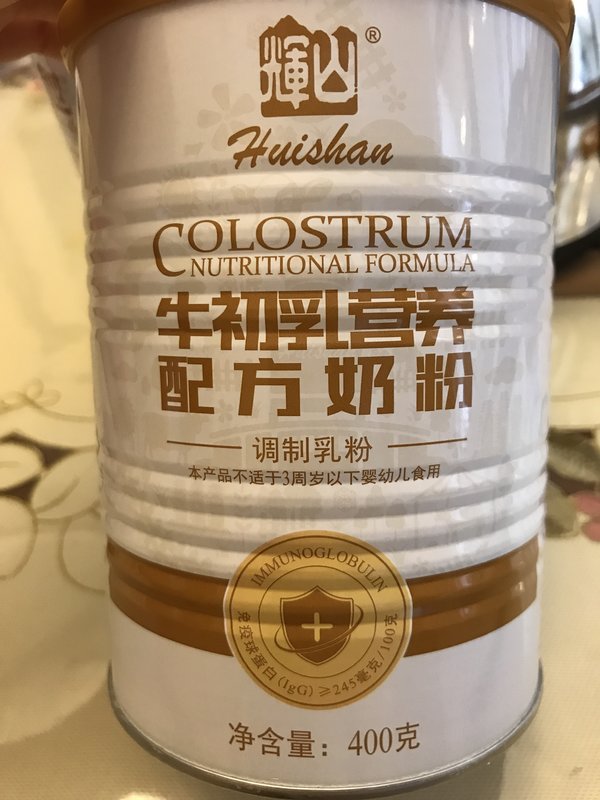 輝山®
Huishan
COLOSTRUM
NUTRITIONAL FORMULA
牛初乳营养
配方奶粉
调制乳粉
本产品不适于3周岁以下婴幼儿食用
IMMUNOGLOBULIN
免疫球蛋白(IgG)≥245毫克/100克
净含量：400克